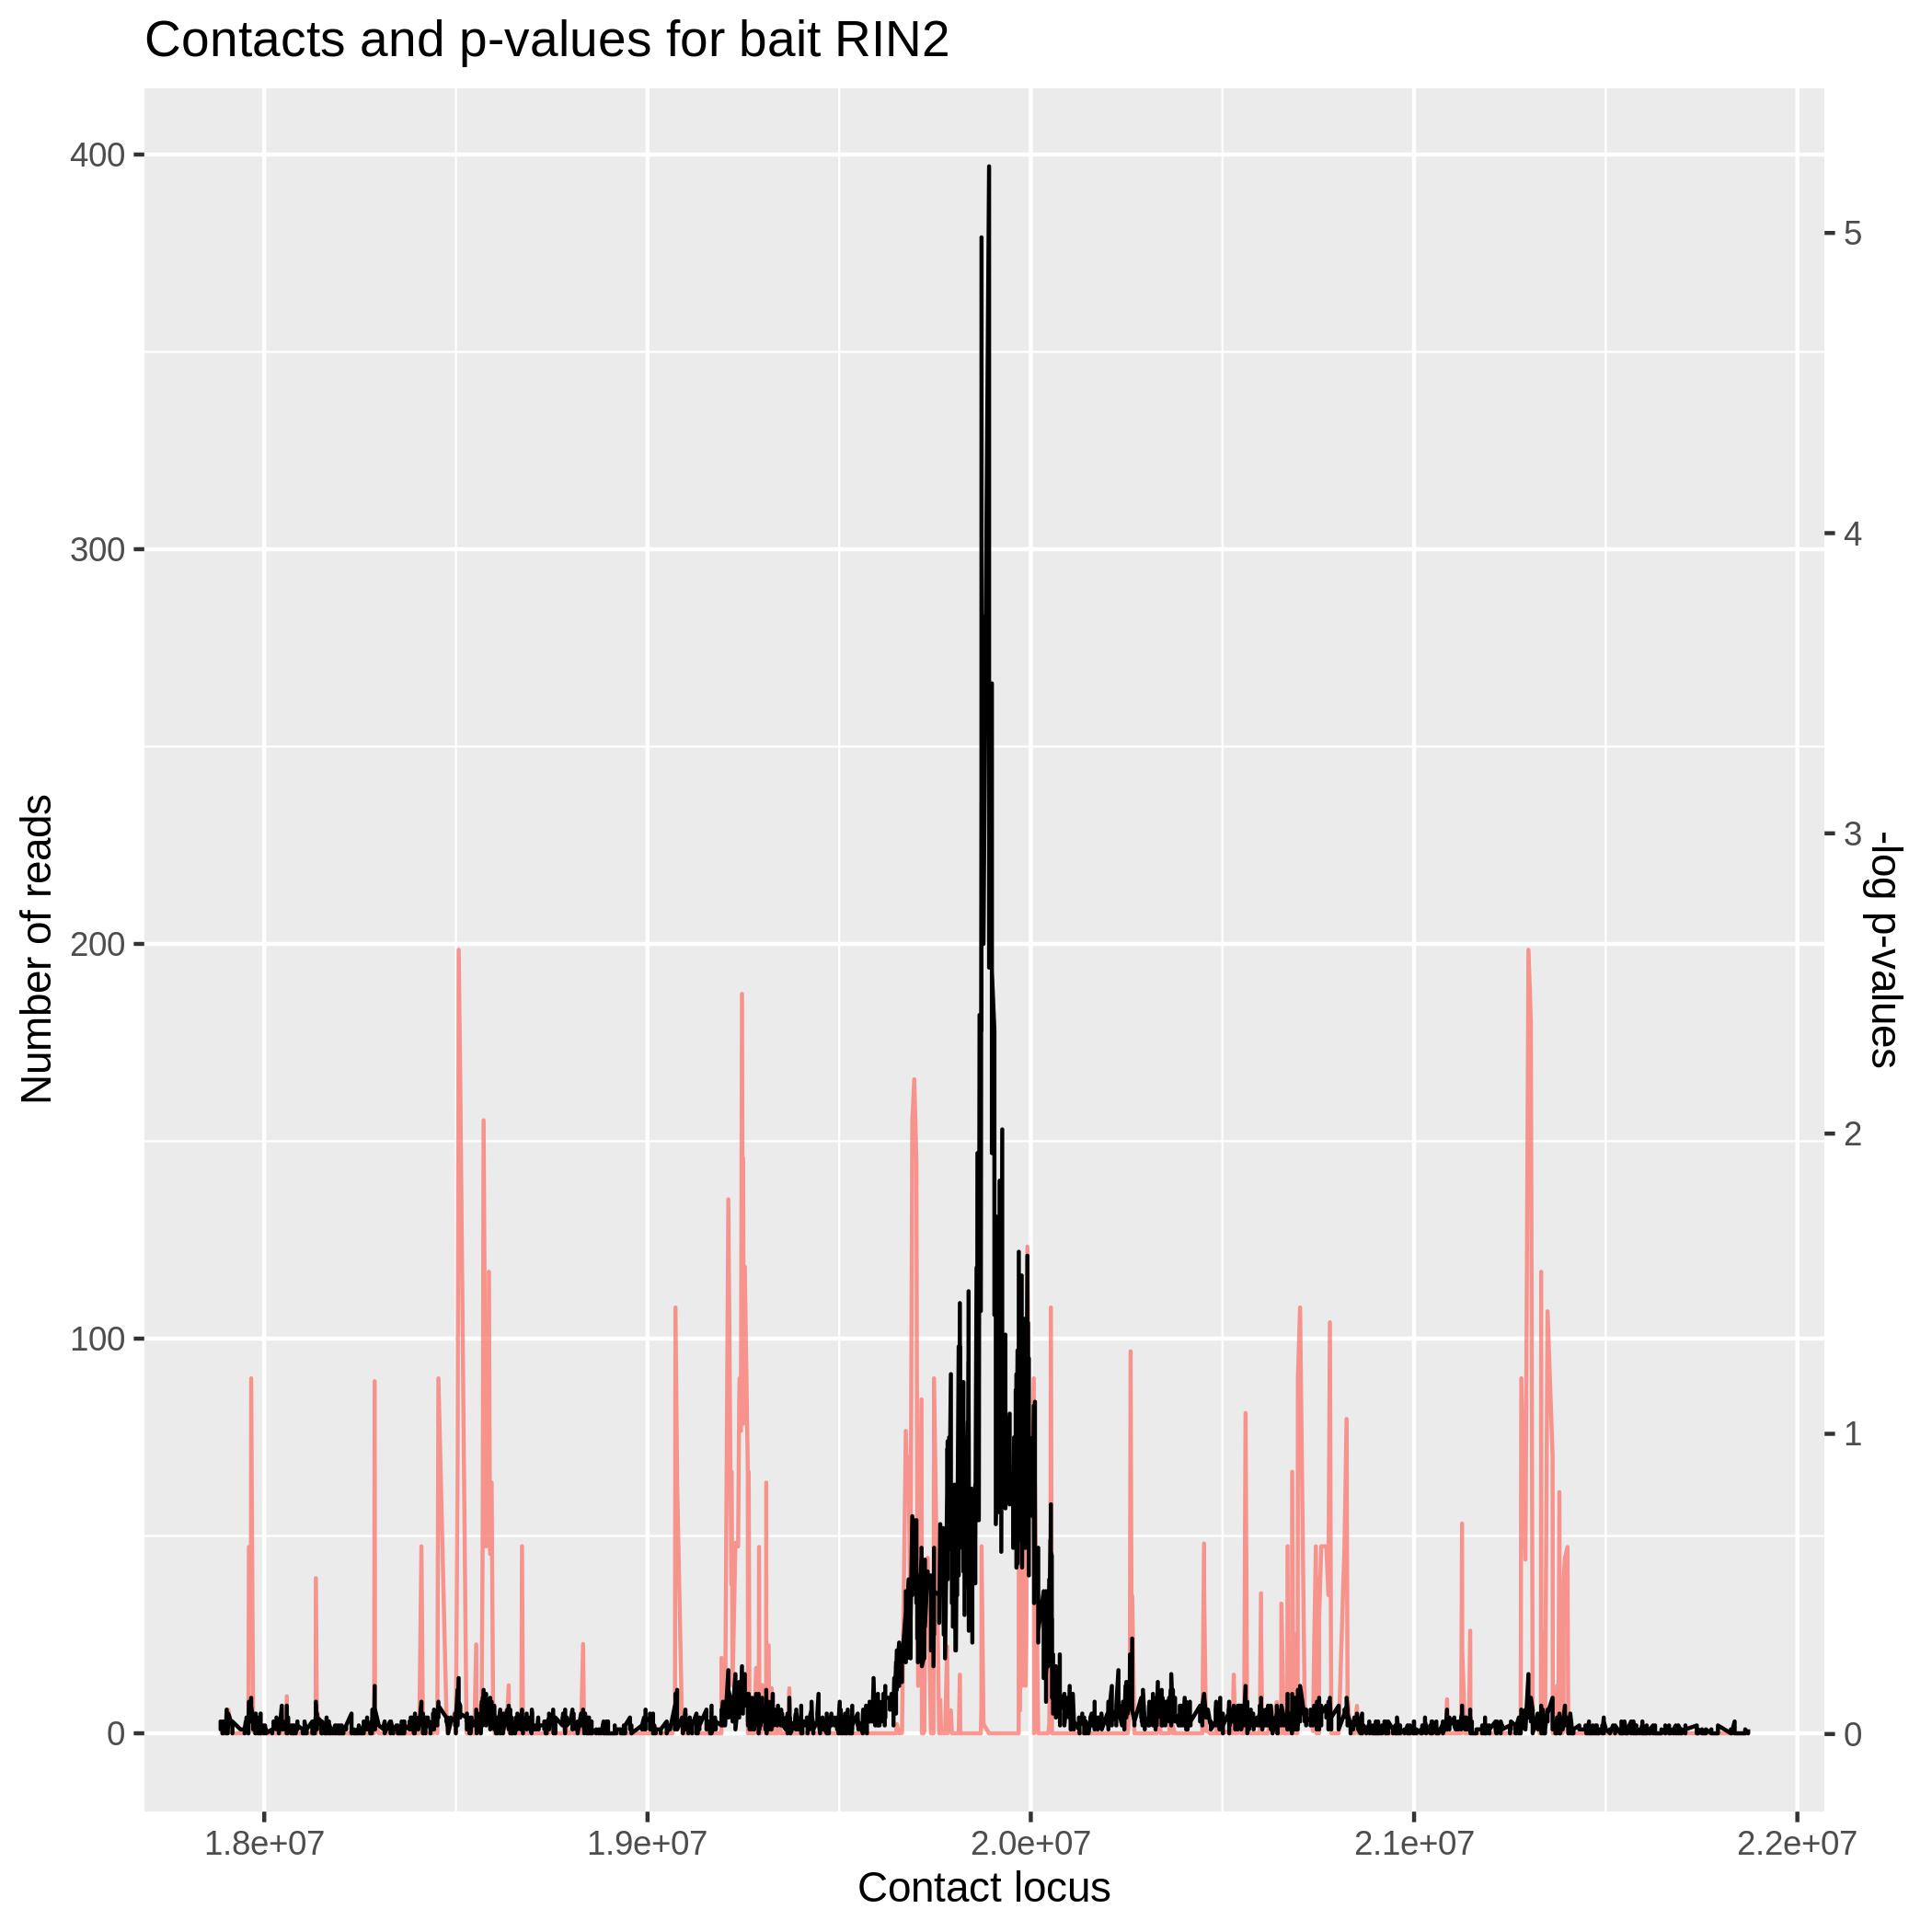 Contacts and p-values for bait RIN2
400
300
200
100
0
Number of reads
5
4
3
2
1
0
-log p-values
1.8e+07
1.9e+07
2.0e+07
2.1e+07
2.2e+07
Contact locus